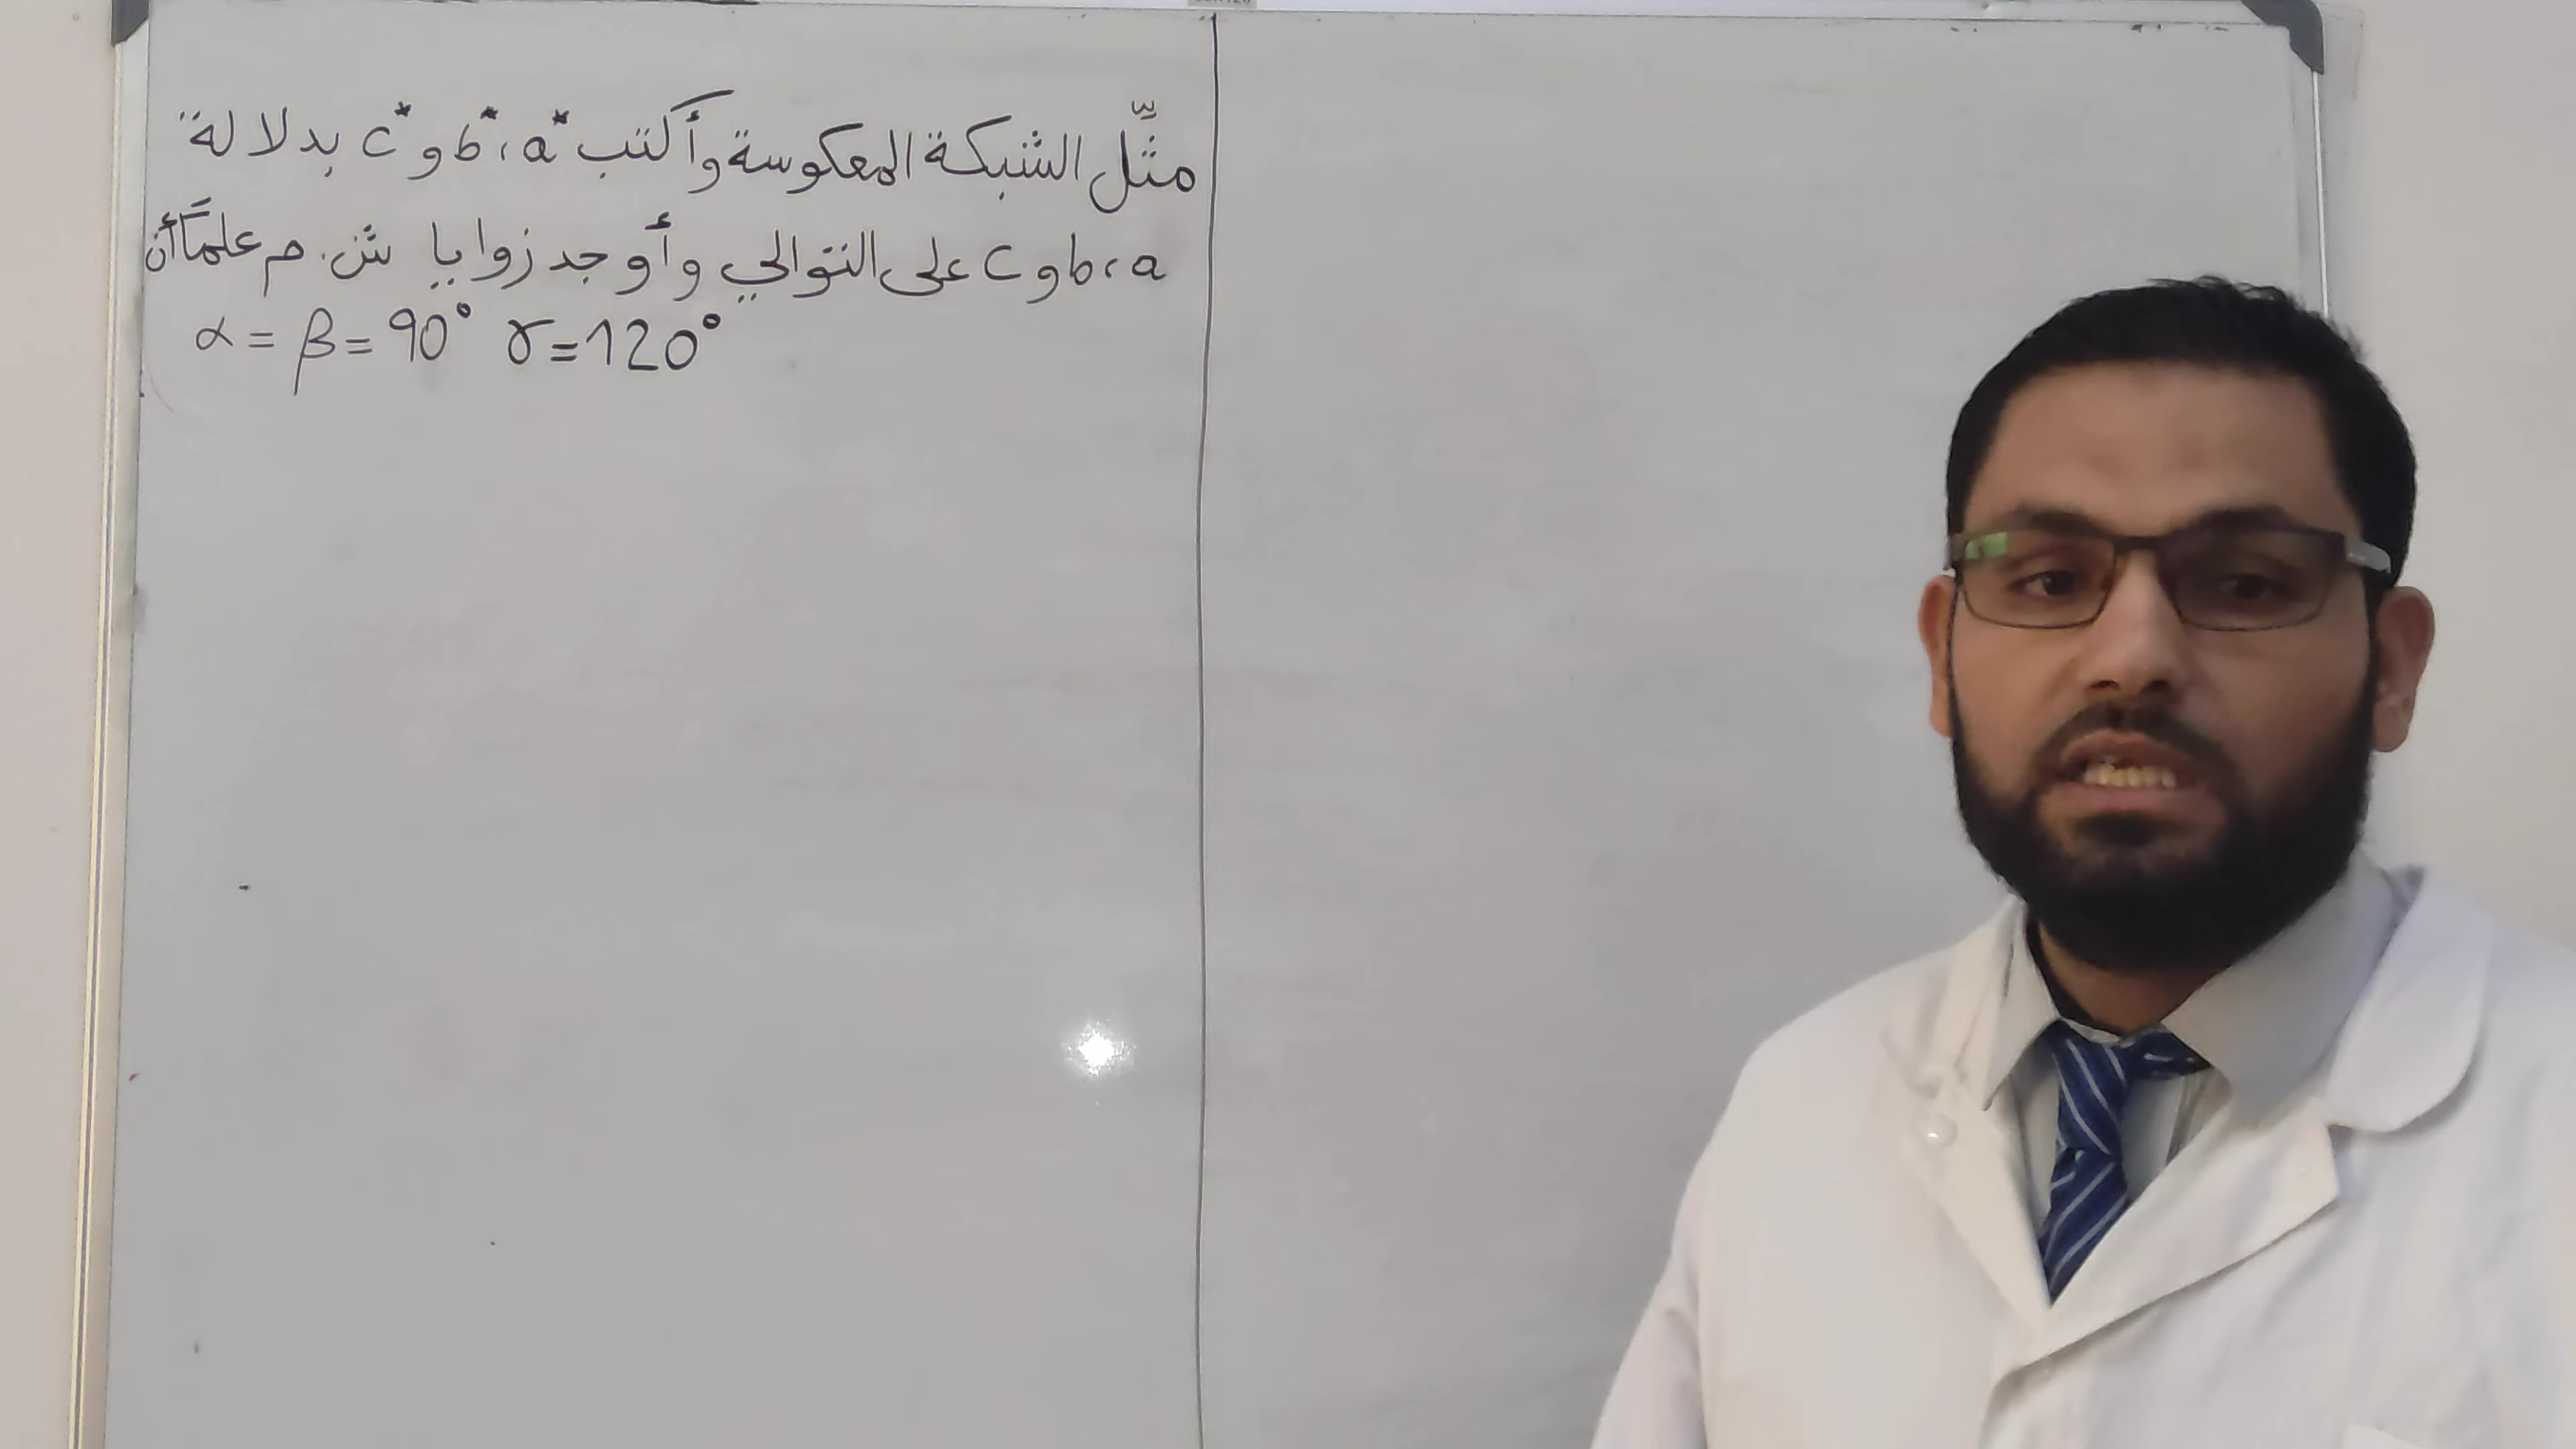 مثِّل الشبكة المعكوسة وأكتب a*، b* و c* بدلالة
a، b و c على التوالي وأوجد زوايا ش.م علماً أن
α = β = 90° γ = 120°